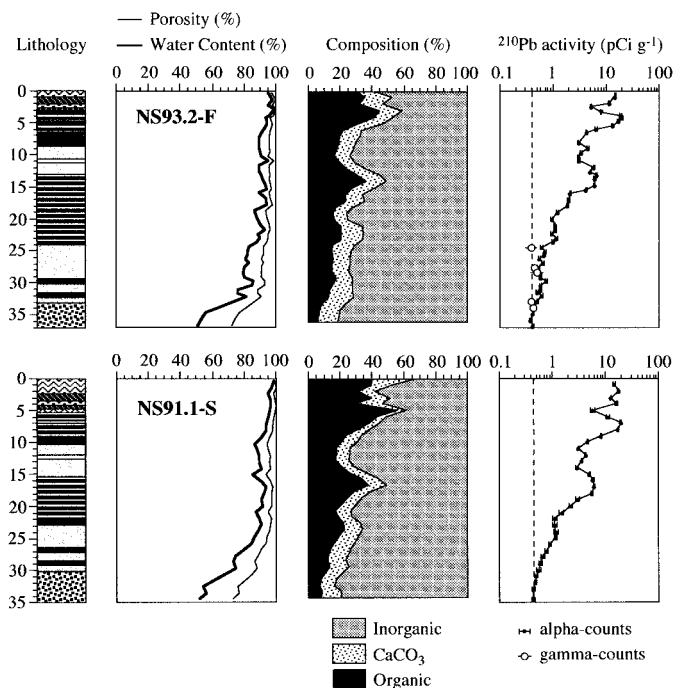 Porosity (%)
Lithology
Water Content (%)
Composition (%)
²¹⁰Pb activity (pCi g⁻¹)
0 20 40 60 80 100
0 20 40 60 80 100
0.1 1 10 100
0
5
10
15
20
25
30
35
NS93.2-F
0 20 40 60 80 100
0 20 40 60 80 100
0.1 1 10 100
0
5
10
15
20
25
30
35
NS91.1-S
Inorganic
CaCO₃
Organic
alpha-counts
gamma-counts